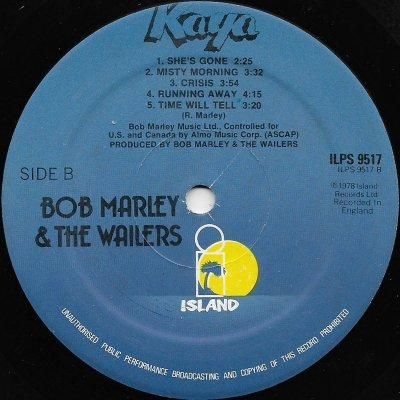 Kaya
1. SHE'S GONE 2:25
2. MISTY MORNING 3:32
3. CRISIS 3:54
4. RUNNING AWAY 4:15
5. TIME WILL TELL 3:20
(R. Marley)
Bob Marley Music Ltd., Controlled for
U.S. and Canada by Almo Music Corp. (ASCAP)
PRODUCED BY BOB MARLEY & THE WAILERS
SIDE B
ILPS 9517
ILPS 9517 B
℗1978 Island
Records Ltd.
Recorded in
England
BOB MARLEY
& THE WAILERS
ISLAND
UNAUTHORISED PUBLIC PERFORMANCE BROADCASTING AND COPYING OF THIS RECORD PROHIBITED